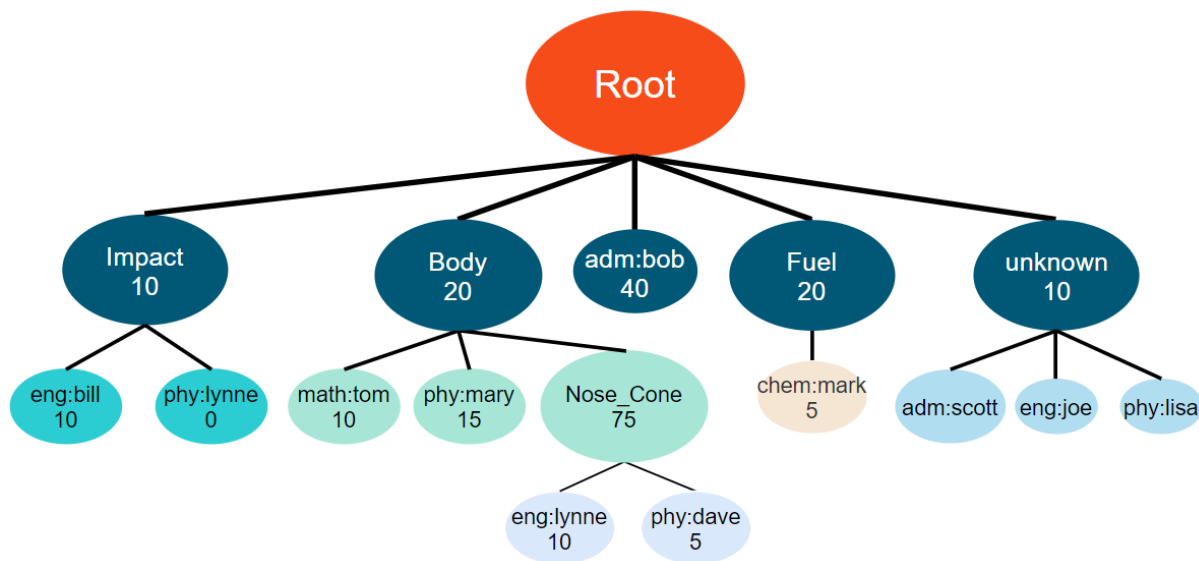 Root
Impact
10
Body
20
adm:bob
40
Fuel
20
unknown
10
eng:bill
10
phy:lynne
0
math:tom
10
phy:mary
15
Nose_Cone
75
chem:mark
5
adm:scott
eng:joe
phy:lisa
eng:lynne
10
phy:dave
5